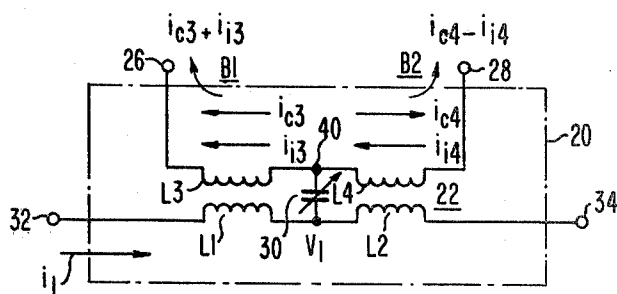 ic3 + ii3
ic4 – ii4
26
B1
B2
28
ic3
ic4
20
ii3
40
ii4
L3
L4
22
32
34
L1
30
V1
L2
i1